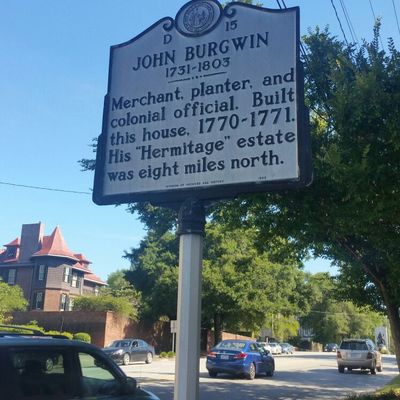 D 15
JOHN BURGWIN
1731-1803
Merchant, planter, and
colonial official. Built
this house, 1770-1771.
His "Hermitage" estate
was eight miles north.